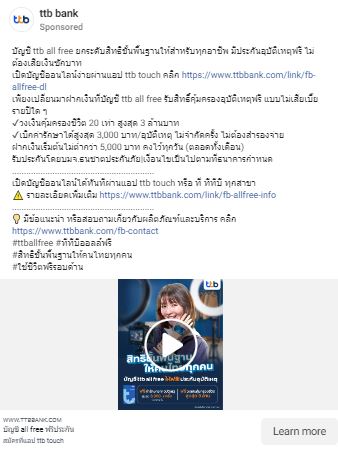 ttb bank
Sponsored
บัญชี ttb all free ยกระดับสิทธิขั้นพื้นฐานให้สำหรับทุกอาชีพ มีประกันอุบัติเหตุฟรี ไม่
ต้องเสียเงินซักบาท
เปิดบัญชีออนไลน์ง่ายผ่านแอป ttb touch คลิก https://www.ttbbank.com/link/fb-
allfree-dl
เพียงเปลี่ยนมาฝากเงินที่บัญชี ttb all free รับสิทธิ์คุ้มครองอุบัติเหตุฟรี แบบไม่เสียเบี้ย
รายปีใด ๆ
✓วงเงินคุ้มครองชีวิต 20 เท่า สูงสุด 3 ล้านบาท
✓เบิกค่ารักษาได้สูงสุด 3,000 บาท/อุบัติเหตุ ไม่จำกัดครั้ง ไม่ต้องสำรองจ่าย
ฝากเงินเริ่มต้นไม่ต่ำกว่า 5,000 บาท คงไว้ทุกวัน (ตลอดทั้งเดือน)
รับประกันโดยบมจ.ธนชาตประกันภัย|เงื่อนไขเป็นไปตามที่ธนาคารกำหนด
เปิดบัญชีออนไลน์ได้ทันทีผ่านแอป ttb touch หรือ ที่ ทีทีบี ทุกสาขา
⚠️ รายละเอียดเพิ่มเติม https://www.ttbbank.com/link/fb-allfree-info
💡 มีข้อแนะนำ หรือสอบถามเกี่ยวกับผลิตภัณฑ์และบริการ คลิก
https://www.ttbbank.com/fb-contact
#ttballfree #ทีทีบีออลล์ฟรี
#สิทธิขั้นพื้นฐานให้คนไทยทุกคน
#ใช้ชีวิตฟรีรอบด้าน
ttb
สิทธิขั้นพื้นฐาน
ให้คนไทยทุกคน
บัญชี ttb all free ให้ฟรี!ประกันอุบัติเหตุ
WWW.TTBBANK.COM
บัญชี all free ฟรีประกัน
สมัครที่แอป ttb touch
Learn more